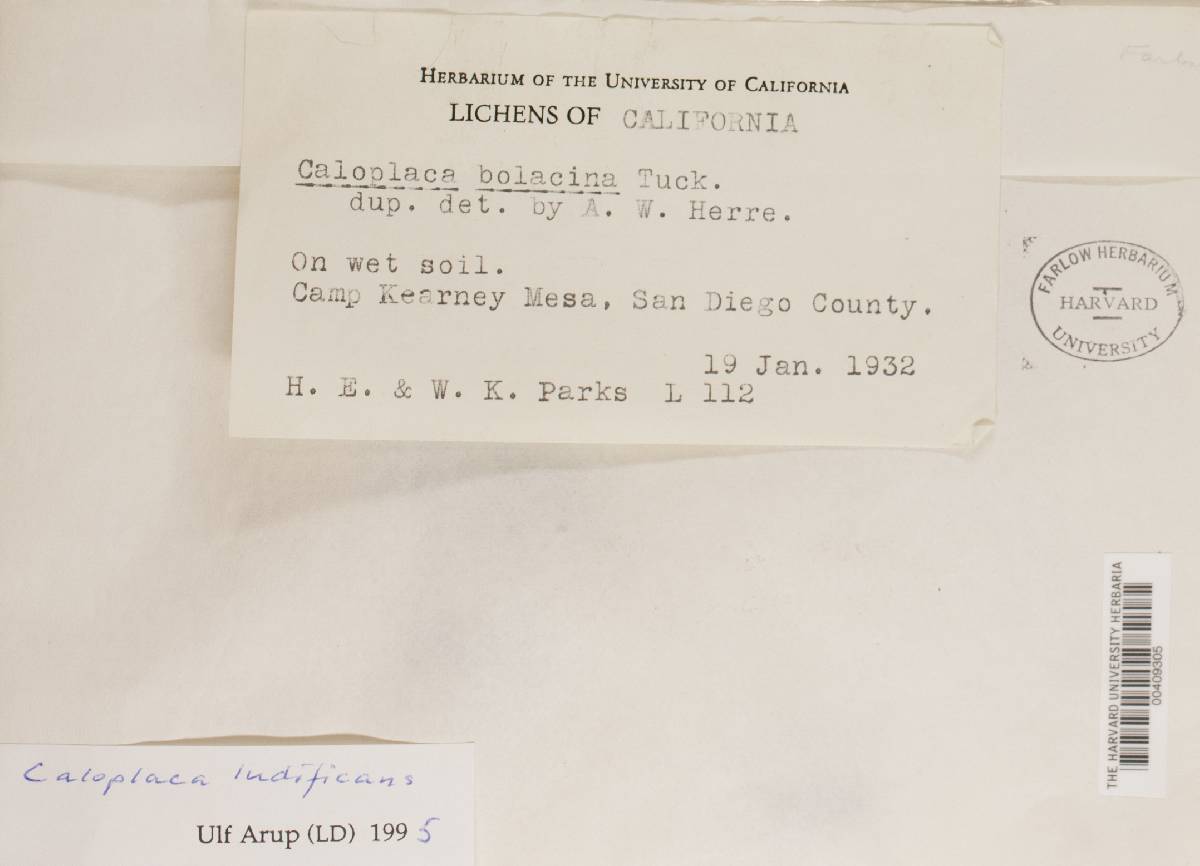 HERBARIUM OF THE UNIVERSITY OF CALIFORNIA
LICHENS OF CALIFORNIA
Caloplaca bolacina Tuck.
dup. det. by A. W. Herre.
On wet soil.
Camp Kearney Mesa, San Diego County.
19 Jan. 1932
H. E. & W. K. Parks L 112
FARLOW HERBARIUM
HARVARD
UNIVERSITY
THE HARVARD UNIVERSITY HERBARIA
00409305
Caloplaca ludificans
Ulf Arup (LD) 1995